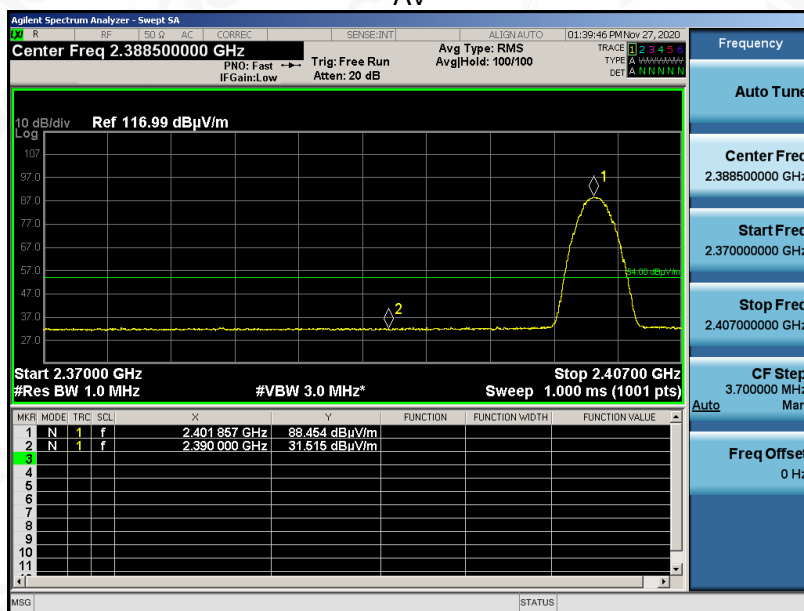 AV
Agilent Spectrum Analyzer - Swept SA
LXI R RF 50 Ω AC CORREC SENSE:INT ALIGN AUTO 01:39:46 PM Nov 27, 2020
Center Freq 2.388500000 GHz
PNO: Fast
IFGain:Low
Trig: Free Run
Atten: 20 dB
Avg Type: RMS
Avg|Hold: 100/100
TRACE 1 2 3 4 5 6
TYPE A
DET A N N N N N
10 dB/div
Log
Ref 116.99 dBµV/m
107
97.0
87.0
77.0
67.0
57.0
47.0
37.0
27.0
1
2
54.00 dBµV/m
Start 2.37000 GHz Stop 2.40700 GHz
#Res BW 1.0 MHz #VBW 3.0 MHz* Sweep 1.000 ms (1001 pts)
MKR MODE TRC SCL X Y FUNCTION FUNCTION WIDTH FUNCTION VALUE
1 N 1 f 2.401 857 GHz 88.454 dBµV/m
2 N 1 f 2.390 000 GHz 31.515 dBµV/m
3
4
5
6
7
8
9
10
11
MSG STATUS
Frequency
Auto Tune
Center Freq
2.388500000 GHz
Start Freq
2.370000000 GHz
Stop Freq
2.407000000 GHz
CF Step
3.700000 MHz
Auto Man
Freq Offset
0 Hz